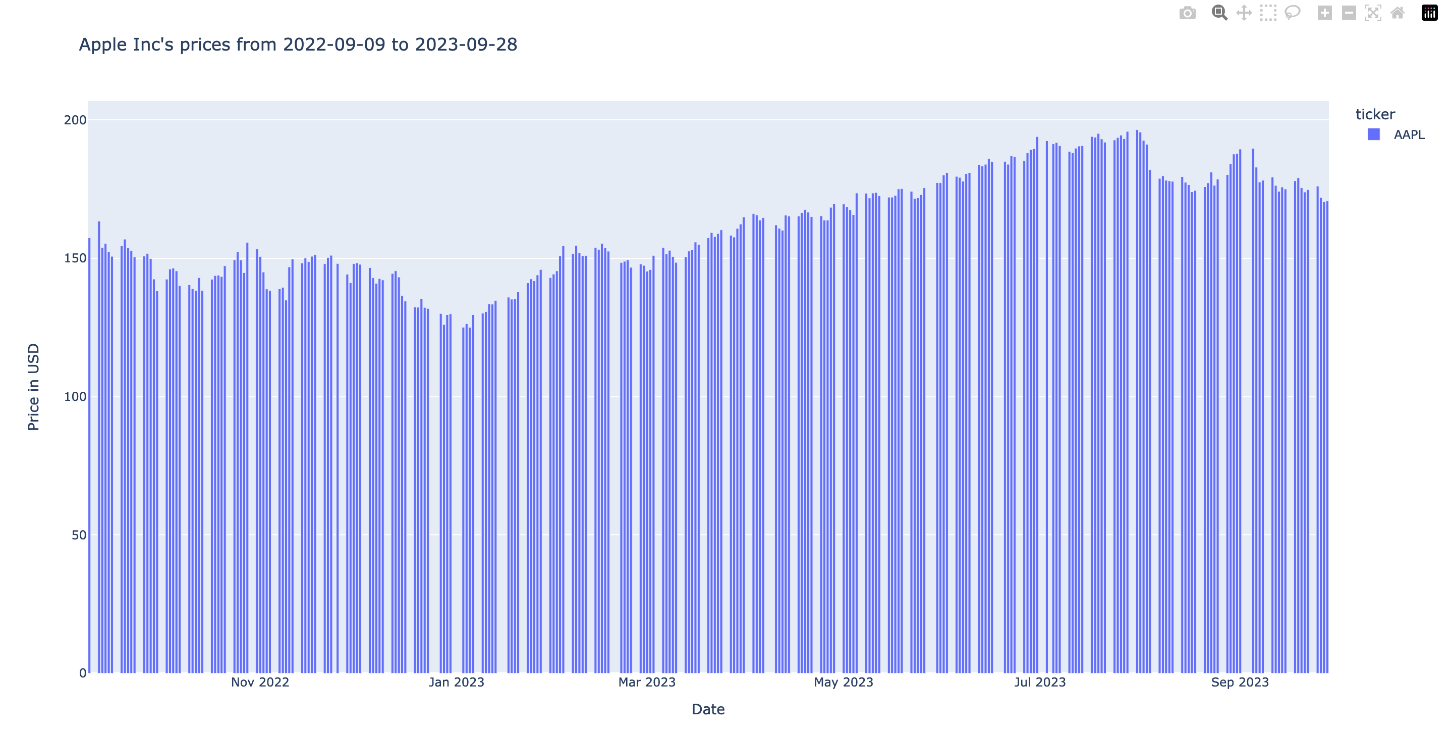 Apple Inc's prices from 2022-09-09 to 2023-09-28
ticker
AAPL
200
150
100
50
0
Price in USD
Nov 2022
Jan 2023
Mar 2023
May 2023
Jul 2023
Sep 2023
Date